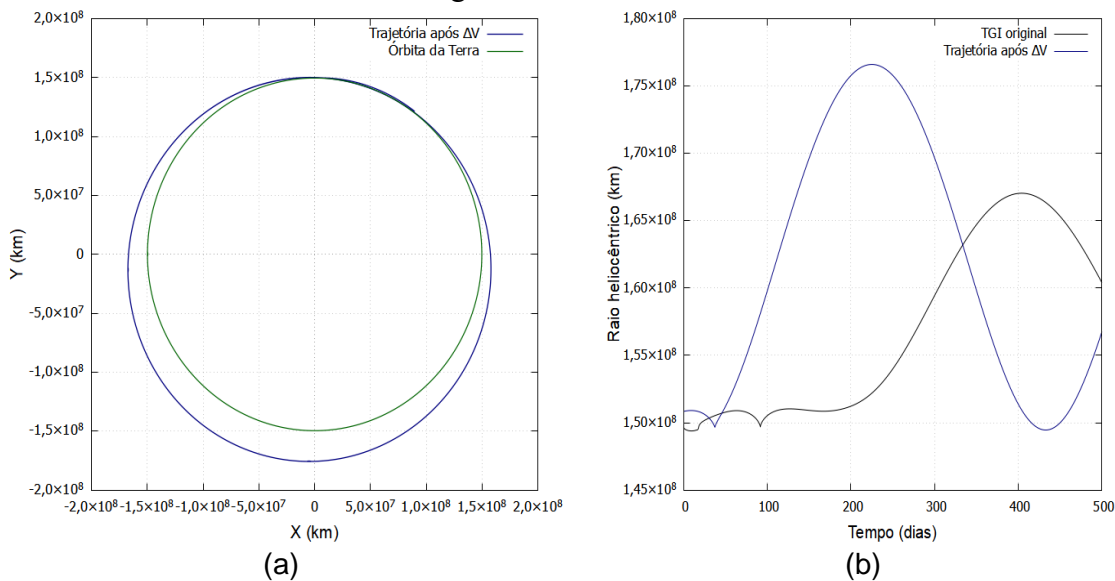 2,0×10⁸
1,5×10⁸
1,0×10⁸
5,0×10⁷
0
-5,0×10⁷
-1,0×10⁸
-1,5×10⁸
-2,0×10⁸
Y (km)
Trajetória após ΔV
Órbita da Terra
-2,0×10⁸ -1,5×10⁸ -1,0×10⁸ -5,0×10⁷ 0 5,0×10⁷ 1,0×10⁸ 1,5×10⁸ 2,0×10⁸
X (km)
(a)
1,80×10⁸
1,75×10⁸
1,70×10⁸
1,65×10⁸
1,60×10⁸
1,55×10⁸
1,50×10⁸
1,45×10⁸
Raio heliocêntrico (km)
TGI original
Trajetória após ΔV
0 100 200 300 400 500
Tempo (dias)
(b)